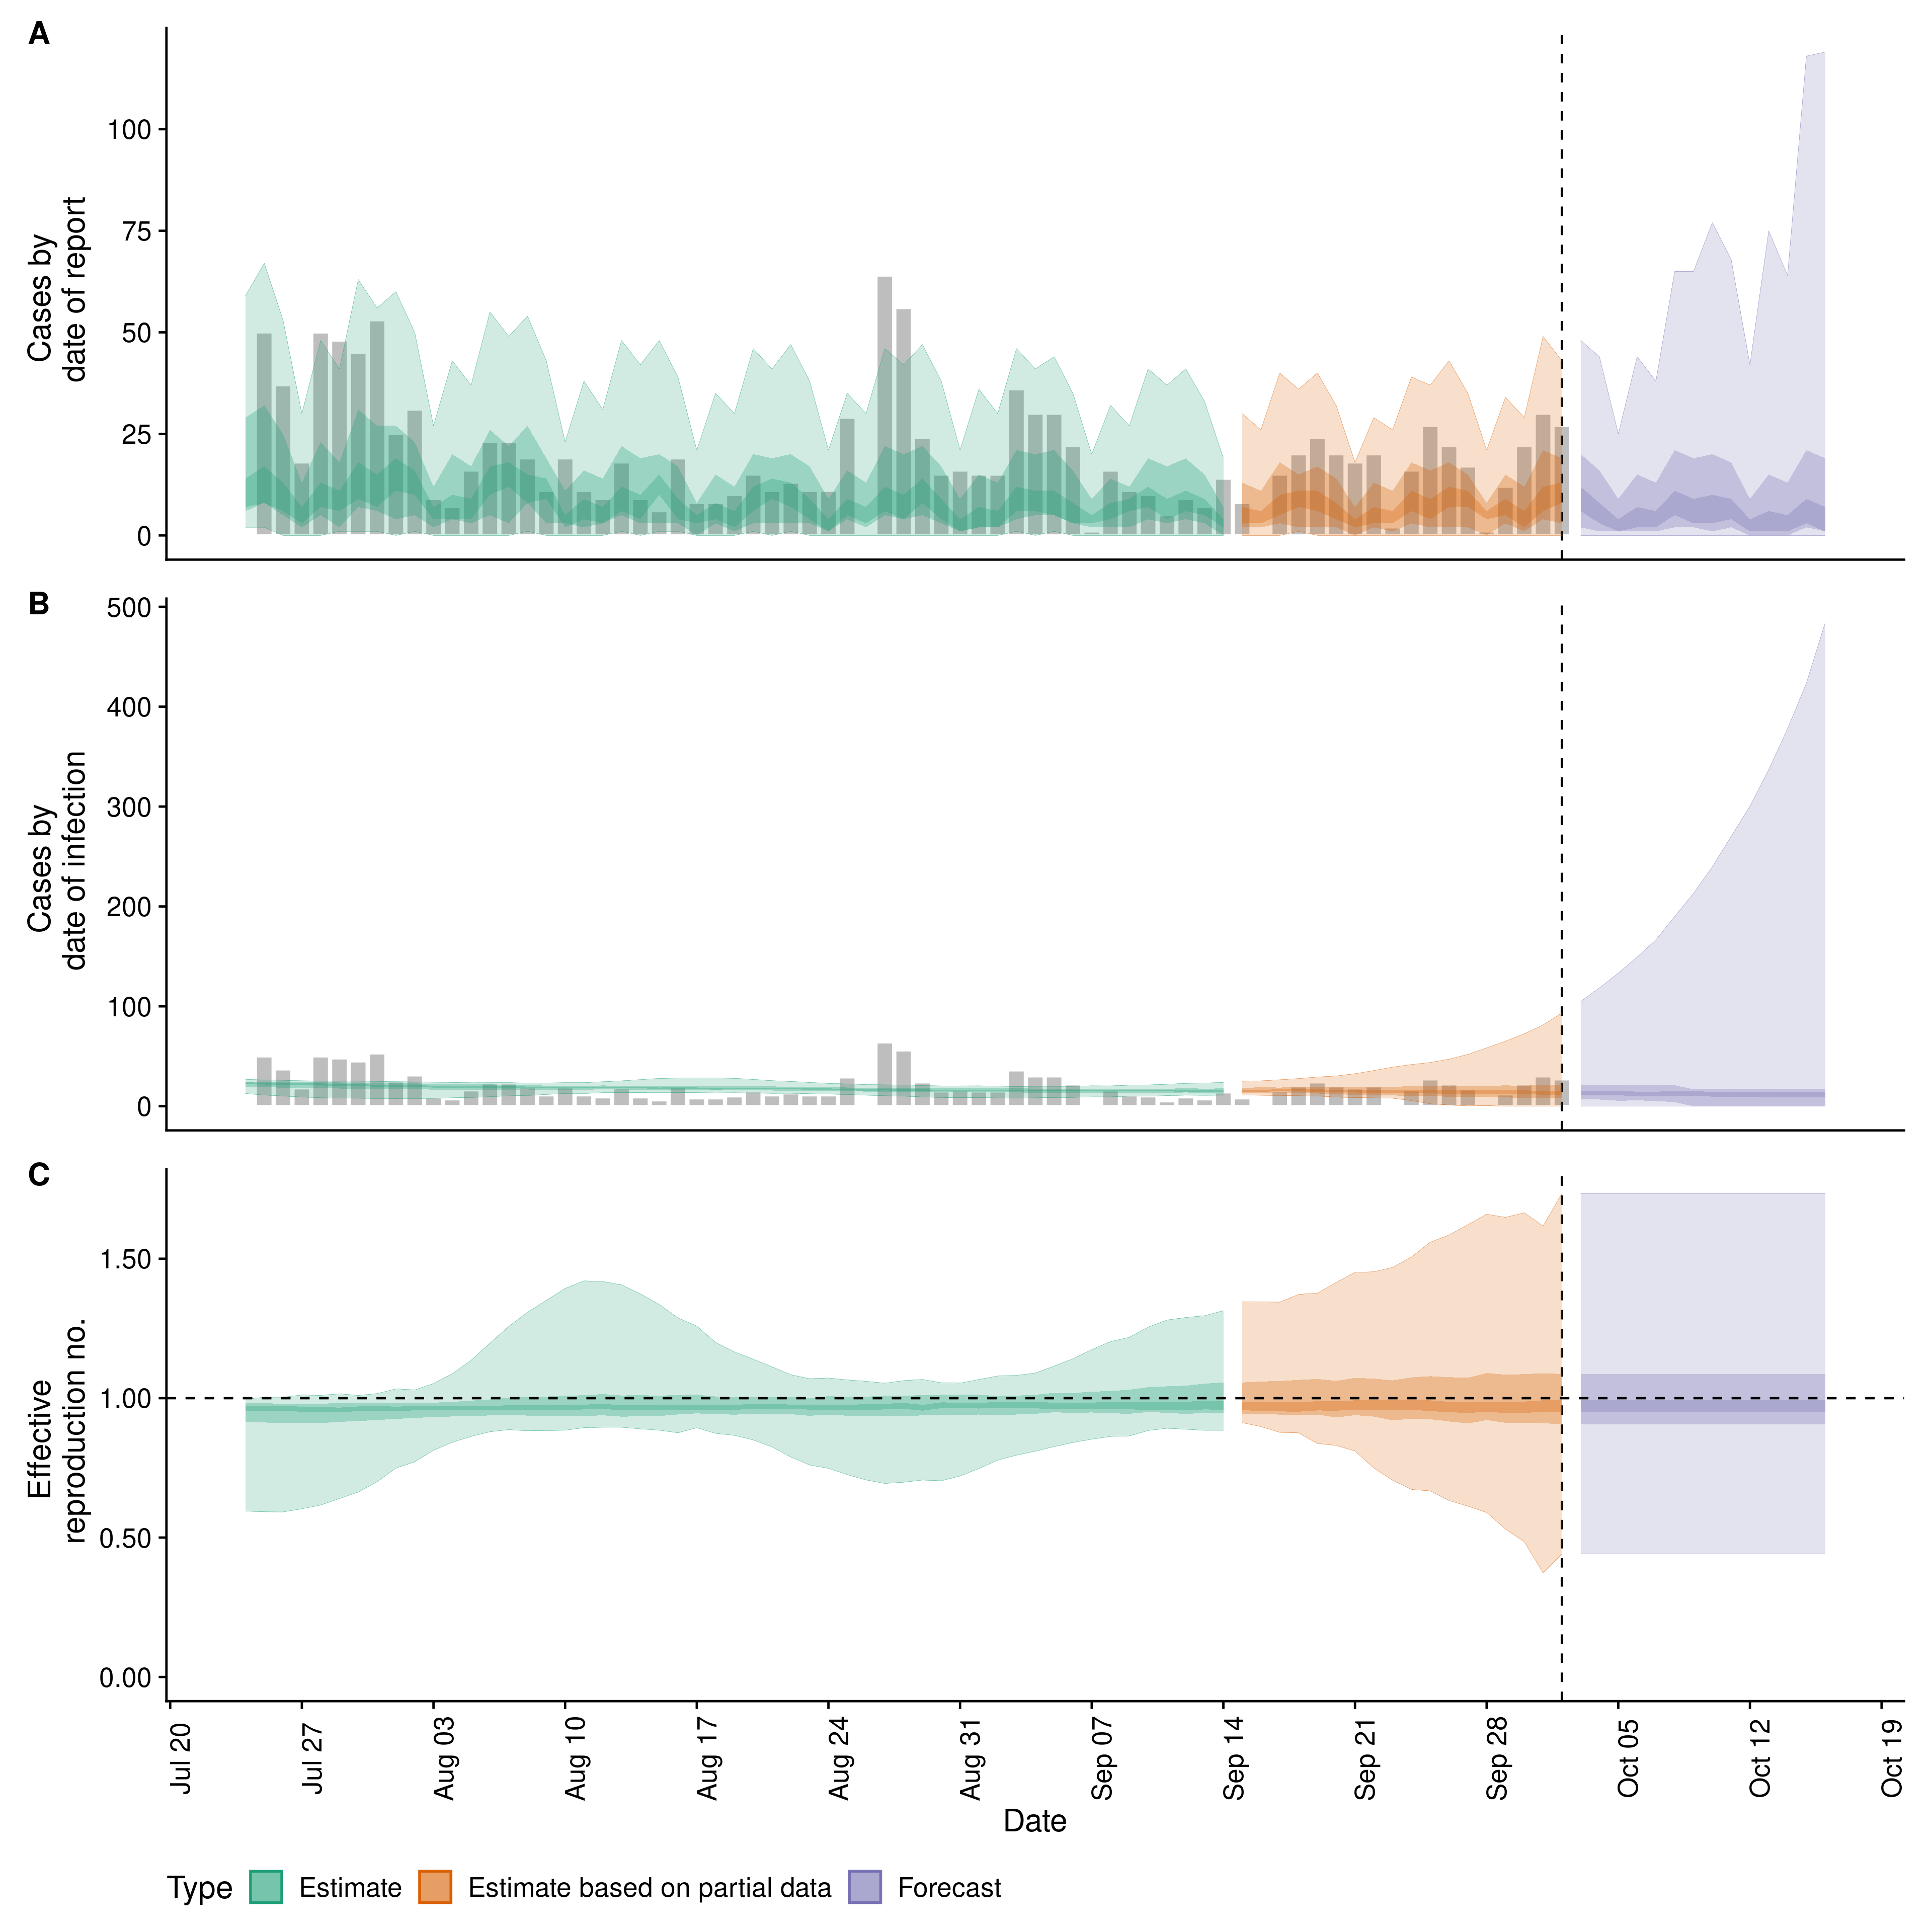 A
Cases by
date of report
100
75
50
25
0
B
Cases by
date of infection
500
400
300
200
100
0
C
Effective
reproduction no.
1.50
1.00
0.50
0.00
Jul 20
Jul 27
Aug 03
Aug 10
Aug 17
Aug 24
Aug 31
Sep 07
Sep 14
Sep 21
Sep 28
Oct 05
Oct 12
Oct 19
Date
Type
Estimate
Estimate based on partial data
Forecast